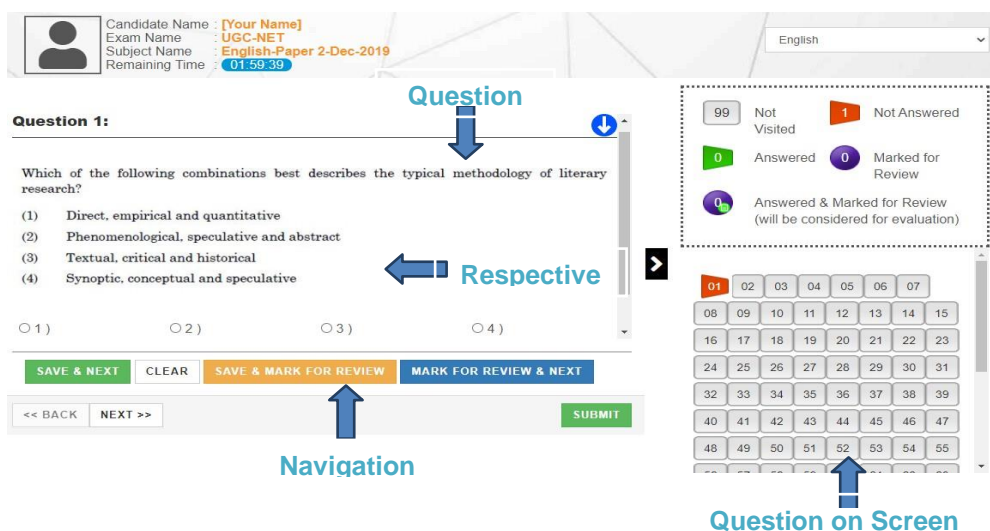 Candidate Name : [Your Name]
Exam Name : UGC-NET
Subject Name : English-Paper 2-Dec-2019
Remaining Time : 01:59:39
English
Question
Question 1:
Which of the following combinations best describes the typical methodology of literary
research?
(1) Direct, empirical and quantitative
(2) Phenomenological, speculative and abstract
(3) Textual, critical and historical
(4) Synoptic, conceptual and speculative
Respective
1 ) 2 ) 3 ) 4 )
SAVE & NEXT CLEAR SAVE & MARK FOR REVIEW MARK FOR REVIEW & NEXT
<< BACK NEXT >> SUBMIT
Navigation
99 Not
Visited
1 Not Answered
0 Answered
0 Marked for
Review
0 Answered & Marked for Review
(will be considered for evaluation)
01 02 03 04 05 06 07
08 09 10 11 12 13 14 15
16 17 18 19 20 21 22 23
24 25 26 27 28 29 30 31
32 33 34 35 36 37 38 39
40 41 42 43 44 45 46 47
48 49 50 51 52 53 54 55
Question on Screen